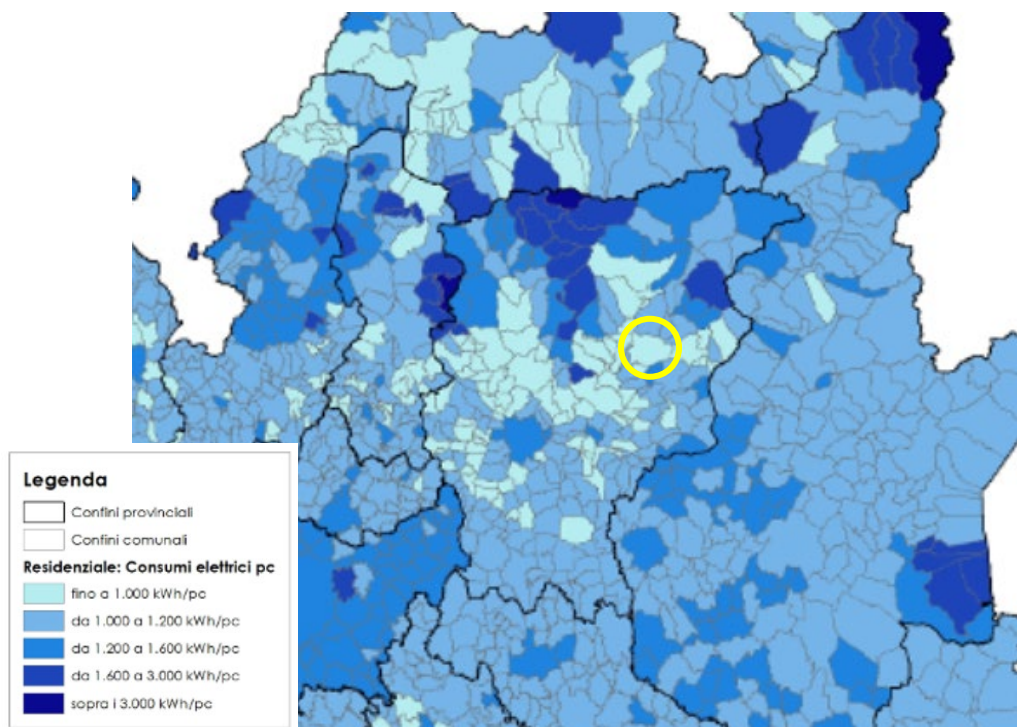 Legenda
Confini provinciali
Confini comunali
Residenziale: Consumi elettrici pc
fino a 1.000 kWh/pc
da 1.000 a 1.200 kWh/pc
da 1.200 a 1.600 kWh/pc
da 1.600 a 3.000 kWh/pc
sopra i 3.000 kWh/pc